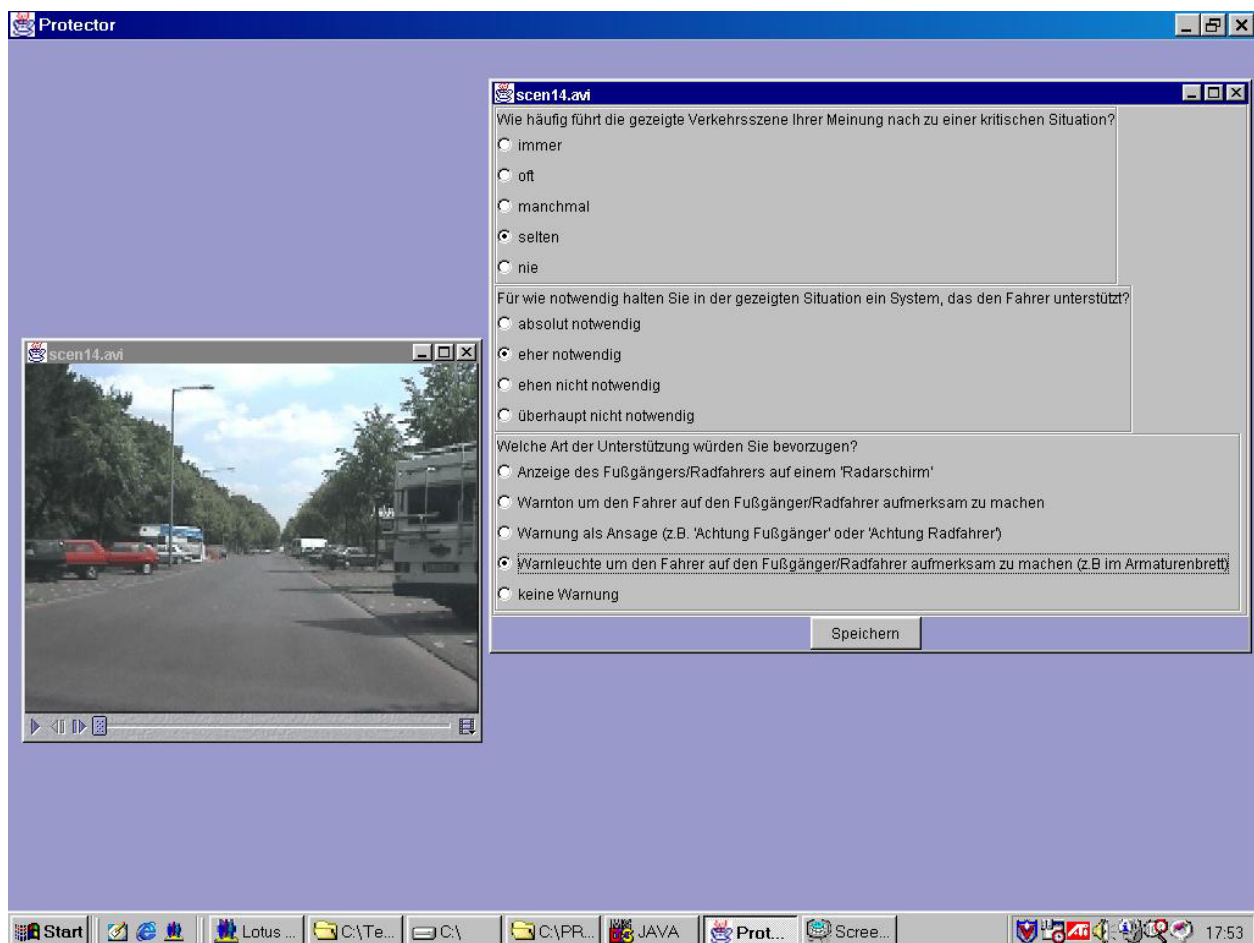 Protector
scen14.avi
Wie häufig führt die gezeigte Verkehrsszene Ihrer Meinung nach zu einer kritischen Situation?
immer
oft
manchmal
selten
nie
Für wie notwendig halten Sie in der gezeigten Situation ein System, das den Fahrer unterstützt?
absolut notwendig
eher notwendig
ehen nicht notwendig
überhaupt nicht notwendig
Welche Art der Unterstützung würden Sie bevorzugen?
Anzeige des Fußgängers/Radfahrers auf einem 'Radarschirm'
Warnton um den Fahrer auf den Fußgänger/Radfahrer aufmerksam zu machen
Warnung als Ansage (z.B. 'Achtung Fußgänger' oder 'Achtung Radfahrer')
Warnleuchte um den Fahrer auf den Fußgänger/Radfahrer aufmerksam zu machen (z.B im Armaturenbrett)
keine Warnung
Speichern
scen14.avi
Start Lotus ... C:\Te... C:\ C:\PR... JAVA Prot... Scree... 17:53